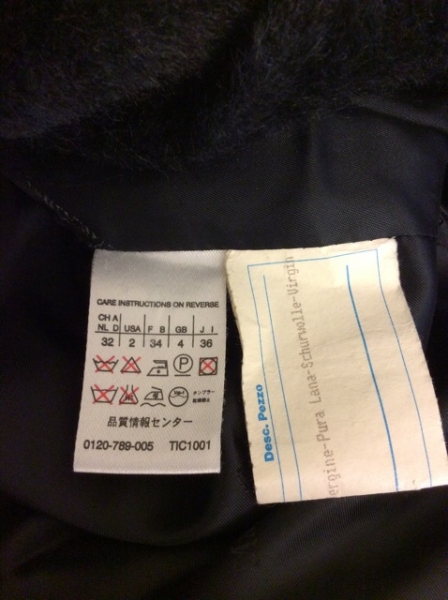 CARE INSTRUCTIONS ON REVERSE
CH A USA F B GB J I
NL D
32 2 34 4 36
P
タンブラー
乾燥禁止
品質情報センター
0120-789-005 TIC1001
Desc. Pezzo
ergine-Pura Lana-Schurwolle-Virgin